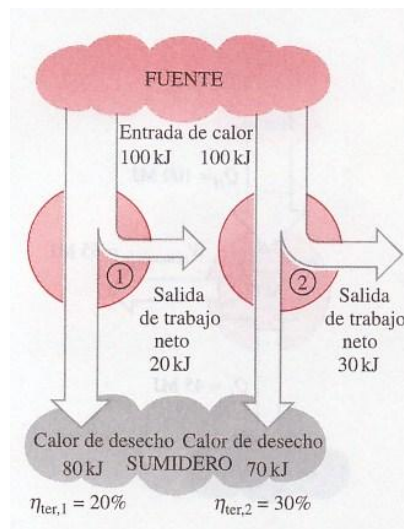 FUENTE
Entrada de calor
100 kJ 100 kJ
1
2
Salida
de trabajo
neto
20 kJ
Salida
de trabajo
neto
30 kJ
Calor de desecho Calor de desecho
80 kJ SUMIDERO 70 kJ
ηter,1 = 20% ηter,2 = 30%